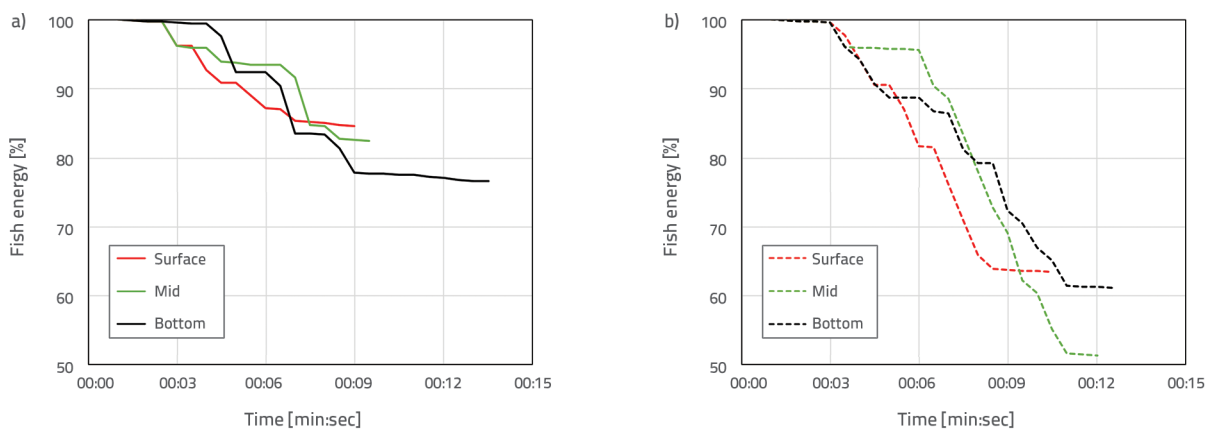 a)
Fish energy [%]
100
90
80
70
60
50
Surface
Mid
Bottom
00:00 00:03 00:06 00:09 00:12 00:15
Time [min:sec]
b)
Fish energy [%]
100
90
80
70
60
50
Surface
Mid
Bottom
00:00 00:03 00:06 00:09 00:12 00:15
Time [min:sec]